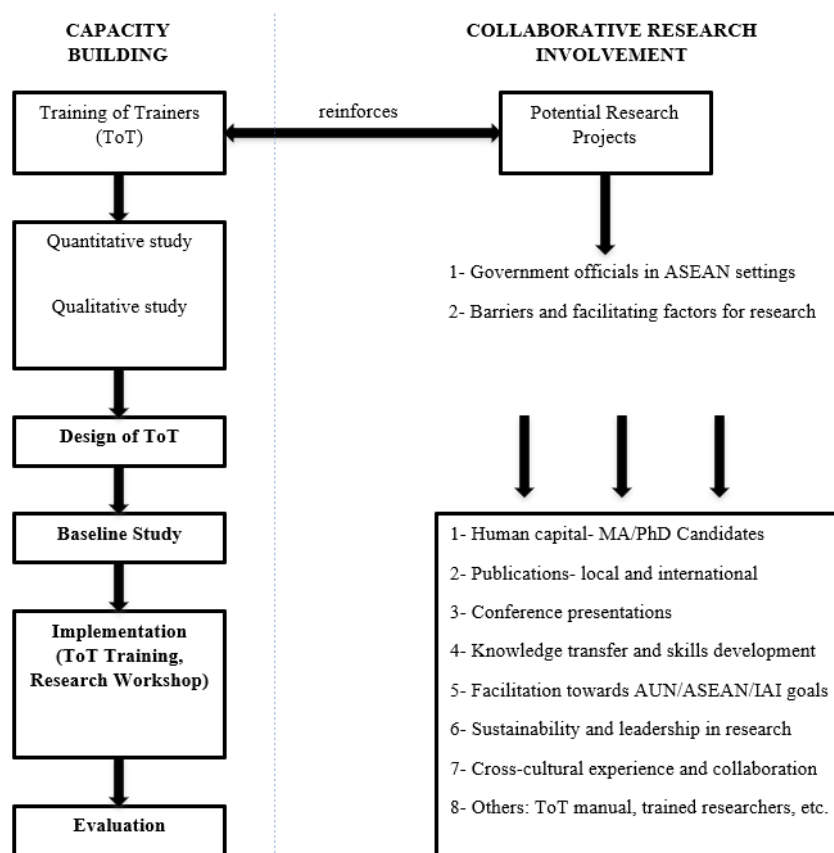 CAPACITY
BUILDING
Training of Trainers
(ToT)
Quantitative study
Qualitative study
Design of ToT
Baseline Study
Implementation
(ToT Training,
Research Workshop)
Evaluation
reinforces
COLLABORATIVE RESEARCH
INVOLVEMENT
Potential Research
Projects
1- Government officials in ASEAN settings
2- Barriers and facilitating factors for research
1- Human capital- MA/PhD Candidates
2- Publications- local and international
3- Conference presentations
4- Knowledge transfer and skills development
5- Facilitation towards AUN/ASEAN/IAI goals
6- Sustainability and leadership in research
7- Cross-cultural experience and collaboration
8- Others: ToT manual, trained researchers, etc.